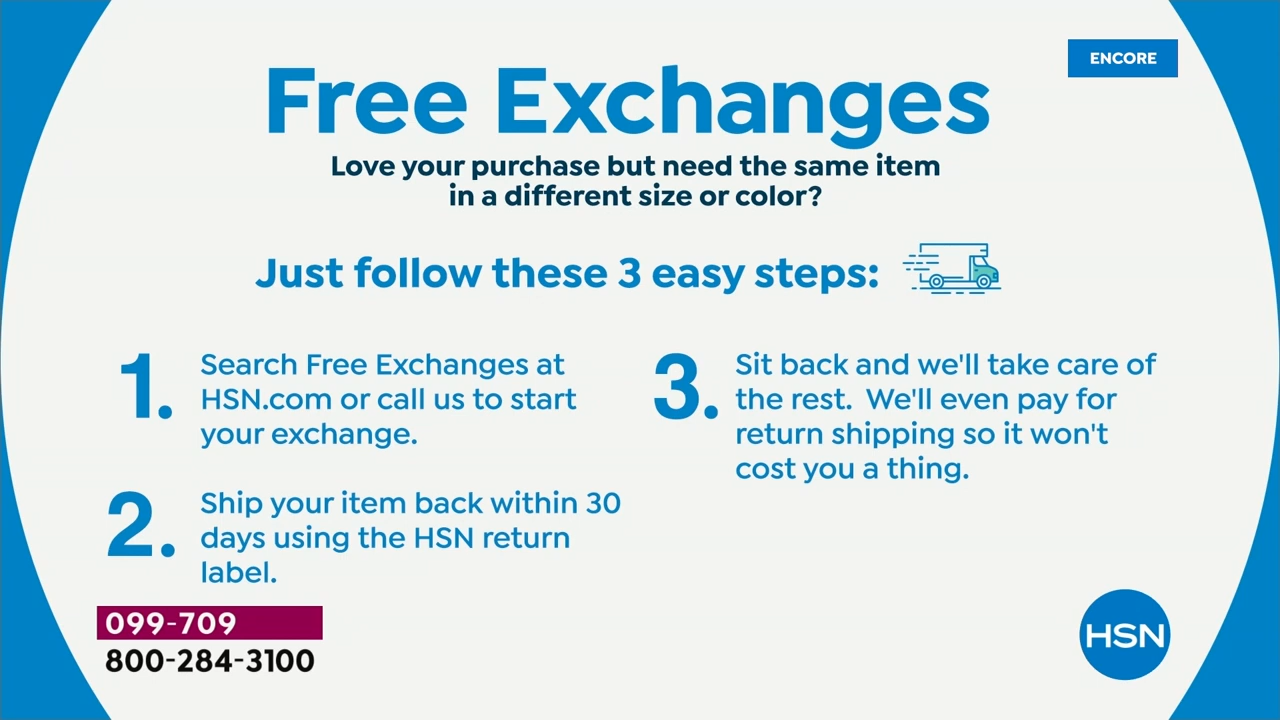 ENCORE
Free Exchanges
Love your purchase but need the same item
in a different size or color?
Just follow these 3 easy steps:
1. Search Free Exchanges at
HSN.com or call us to start
your exchange.
2. Ship your item back within 30
days using the HSN return
label.
3. Sit back and we'll take care of
the rest.  We'll even pay for
return shipping so it won't
cost you a thing.
099-709
800-284-3100
HSN